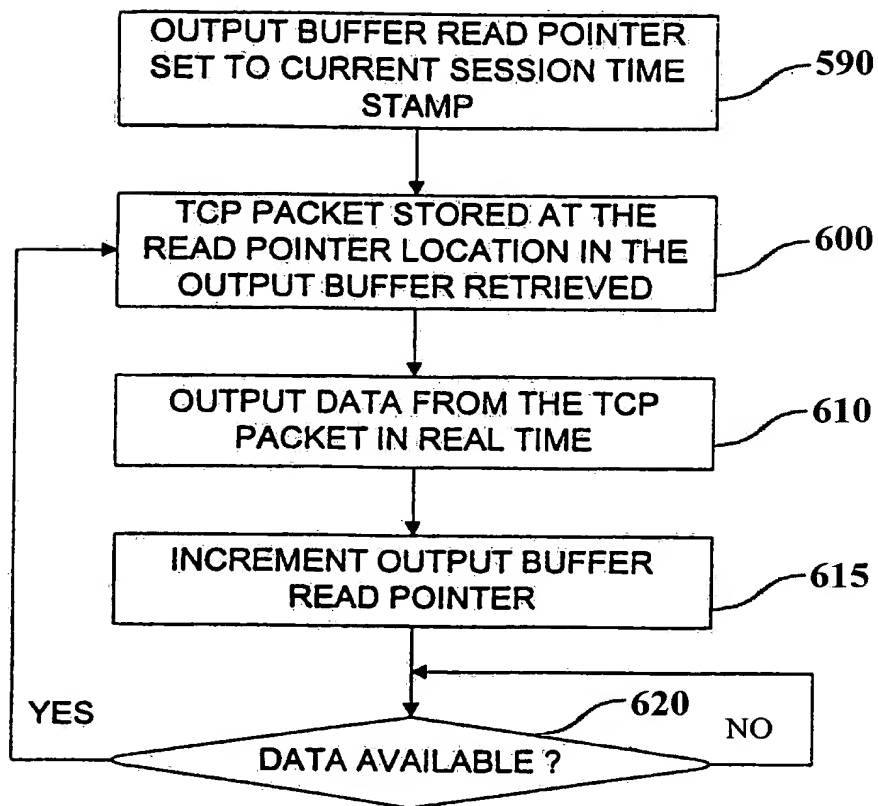 OUTPUT BUFFER READ POINTER
SET TO CURRENT SESSION TIME
STAMP
590
TCP PACKET STORED AT THE
READ POINTER LOCATION IN THE
OUTPUT BUFFER RETRIEVED
600
OUTPUT DATA FROM THE TCP
PACKET IN REAL TIME
610
INCREMENT OUTPUT BUFFER
READ POINTER
615
YES
620
NO
DATA AVAILABLE ?